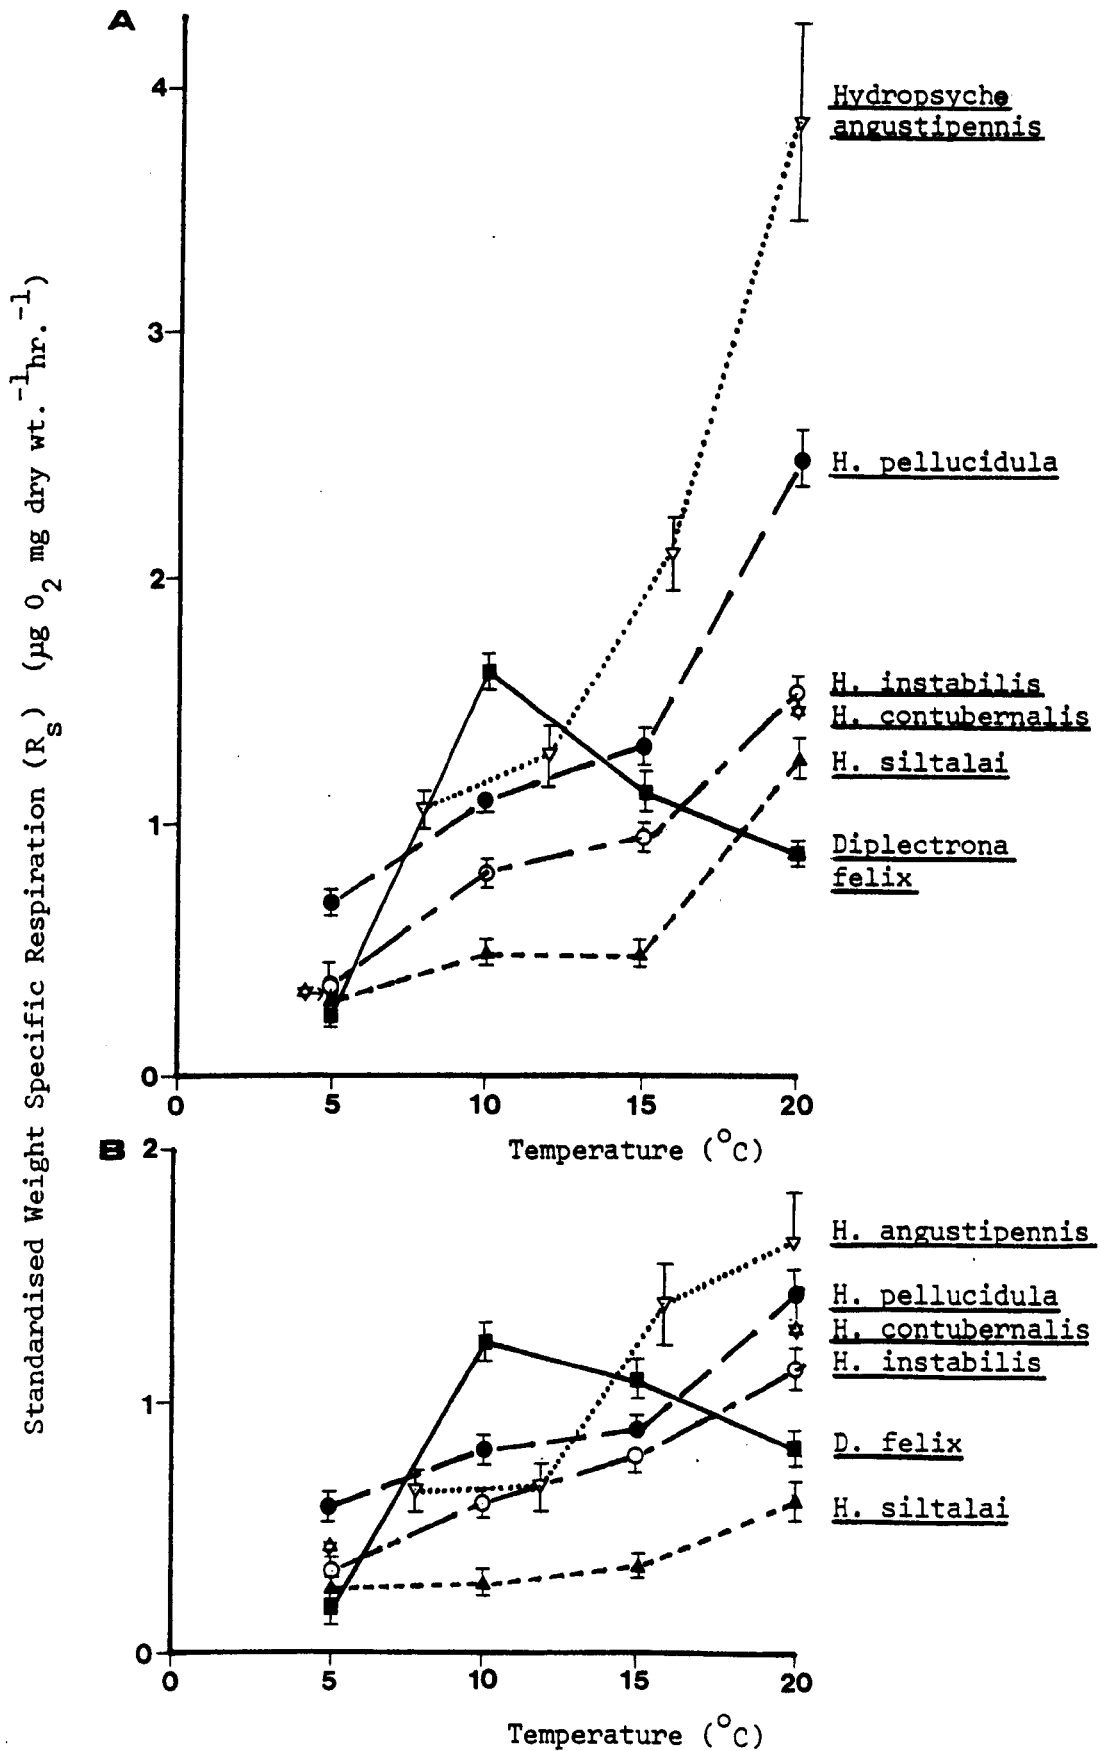 A
4
3
2
1
0
0 5 10 15 20
Temperature (°C)
Hydropsyche
angustipennis
H. pellucidula
H. instabilis
H. contubernalis
H. siltalai
Diplectrona
felix
Standardised Weight Specific Respiration (Rs) (µg O2 mg dry wt.-1hr.-1)
B
2
1
0
0 5 10 15 20
Temperature (°C)
H. angustipennis
H. pellucidula
H. contubernalis
H. instabilis
D. felix
H. siltalai